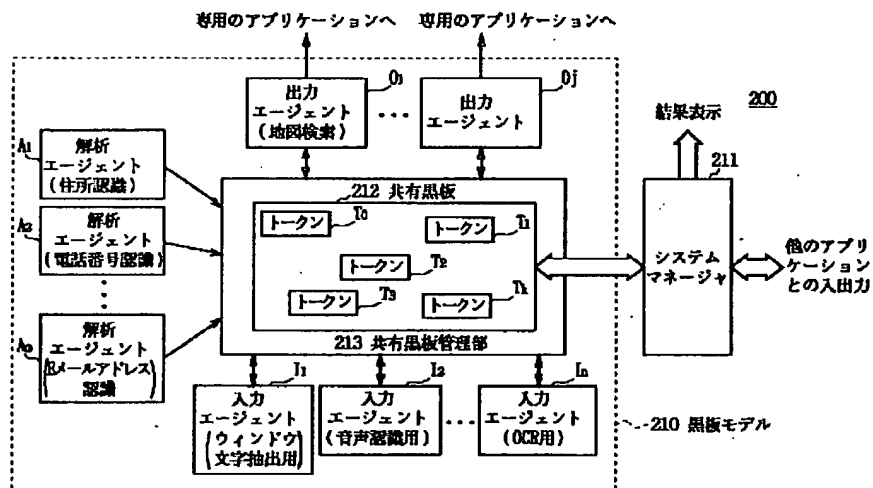 専用のアプリケーションへ
専用のアプリケーションへ
出力
エージェント
(地図検索)
O1
・・・
出力
エージェント
Oj
結果表示
200
211
A1
解析
エージェント
(住所認識)
A2
解析
エージェント
(電話番号認識)
解析
エージェント
(Eメールアドレス
認識)
212 共有黒板
トークン
T0
トークン
T1
トークン
T2
トークン
T3
トークン
Tk
213 共有黒板管理部
システム
マネージャ
他のアプリ
ケーション
との入出力
入力
エージェント
(ウィンドウ
文字抽出用)
I1
入力
エージェント
(音声認識用)
I2
・・・
入力
エージェント
(OCR用)
In
210 黒板モデル